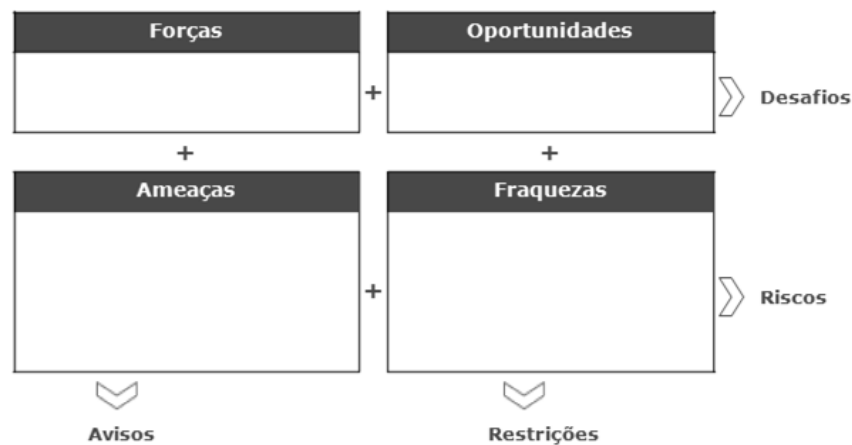 Forças
Oportunidades
+
Desafios
+
+
Ameaças
Fraquezas
+
Riscos
Avisos
Restrições